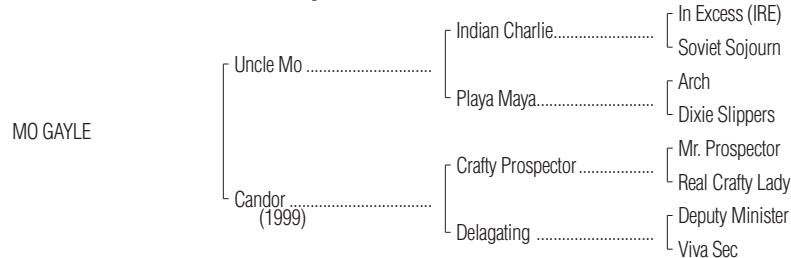 In Excess (IRE)
Indian Charlie.........................
Soviet Sojourn
Uncle Mo ...............................
Arch
Playa Maya.............................
Dixie Slippers
MO GAYLE
Mr. Prospector
Crafty Prospector ...................
Real Crafty Lady
Candor ...................................
(1999)
Deputy Minister
Delagating .............................
Viva Sec